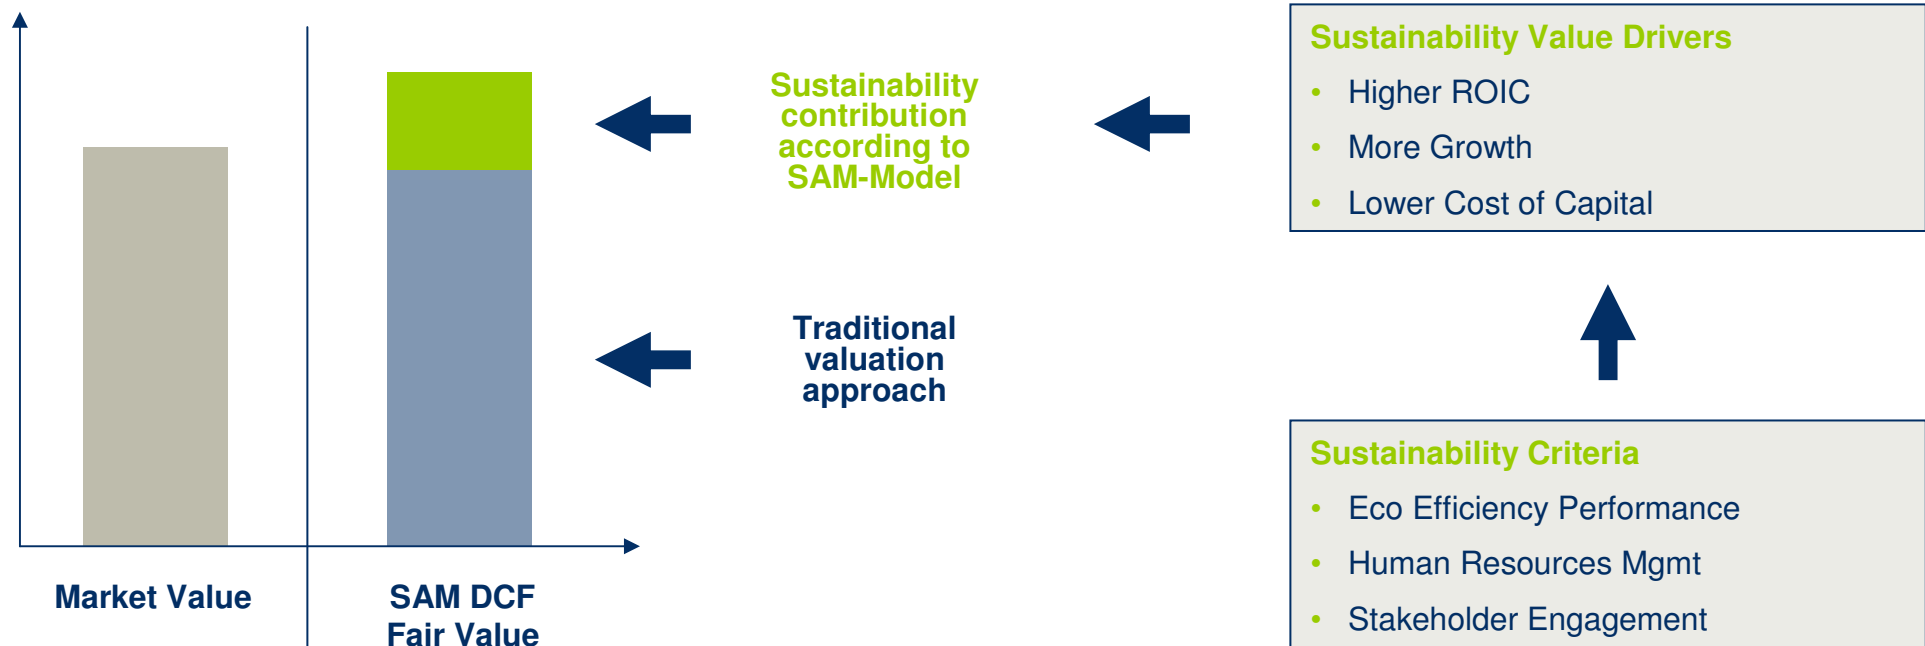 Sustainability Value Drivers
• Higher ROIC
• More Growth
• Lower Cost of Capital
Sustainability
contribution
according to
SAM-Model
Traditional
valuation
approach
Sustainability Criteria
• Eco Efficiency Performance
• Human Resources Mgmt
• Stakeholder Engagement
Market Value
SAM DCF
Fair Value